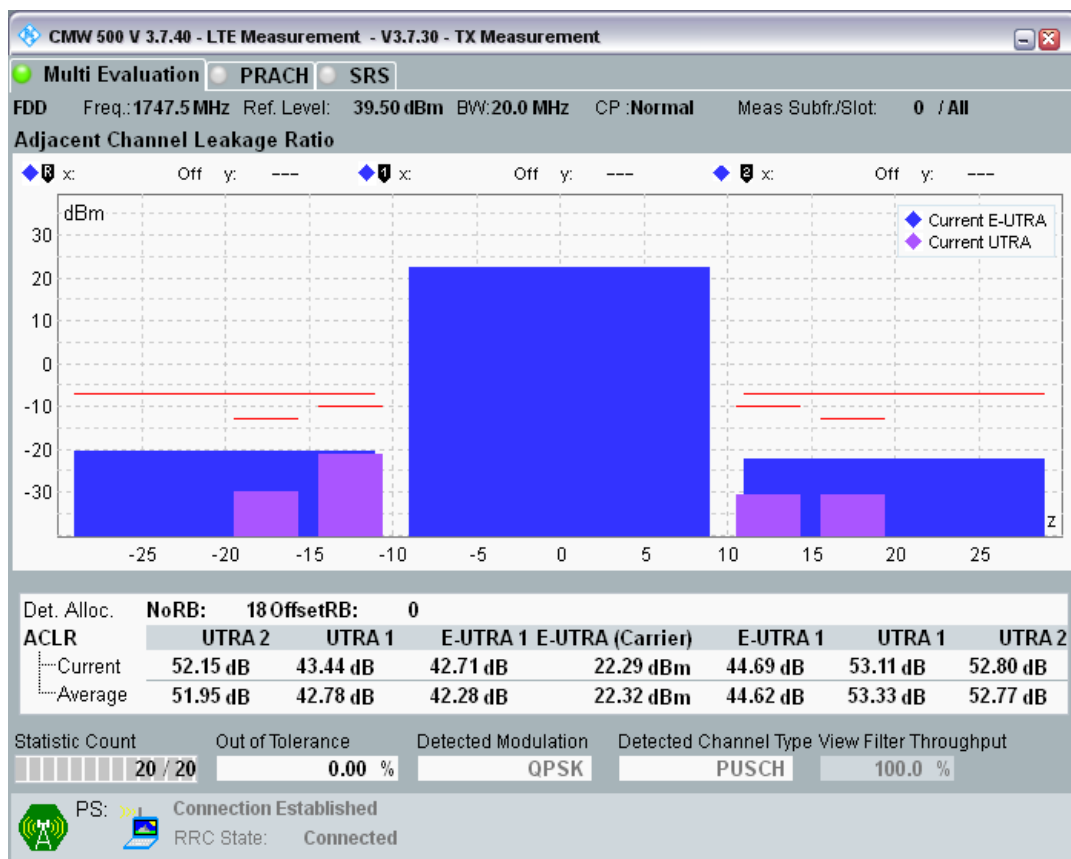 CMW 500 V 3.7.40 - LTE Measurement - V3.7.30 - TX Measurement
Multi Evaluation PRACH SRS
FDD Freq.: 1747.5 MHz Ref. Level: 39.50 dBm BW: 20.0 MHz CP : Normal Meas Subfr./Slot: 0 / All
Adjacent Channel Leakage Ratio
R x: Off y: --- 1 x: Off y: --- 2 x: Off y: ---
dBm
Current E-UTRA
Current UTRA
30
20
10
0
-10
-20
-30
z
-25 -20 -15 -10 -5 0 5 10 15 20 25
Det. Alloc. NoRB: 18 OffsetRB: 0
ACLR UTRA 2 UTRA 1 E-UTRA 1 E-UTRA (Carrier) E-UTRA 1 UTRA 1 UTRA 2
Current 52.15 dB 43.44 dB 42.71 dB 22.29 dBm 44.69 dB 53.11 dB 52.80 dB
Average 51.95 dB 42.78 dB 42.28 dB 22.32 dBm 44.62 dB 53.33 dB 52.77 dB
Statistic Count Out of Tolerance Detected Modulation Detected Channel Type View Filter Throughput
20 / 20 0.00 % QPSK PUSCH 100.0 %
PS: Connection Established
RRC State: Connected